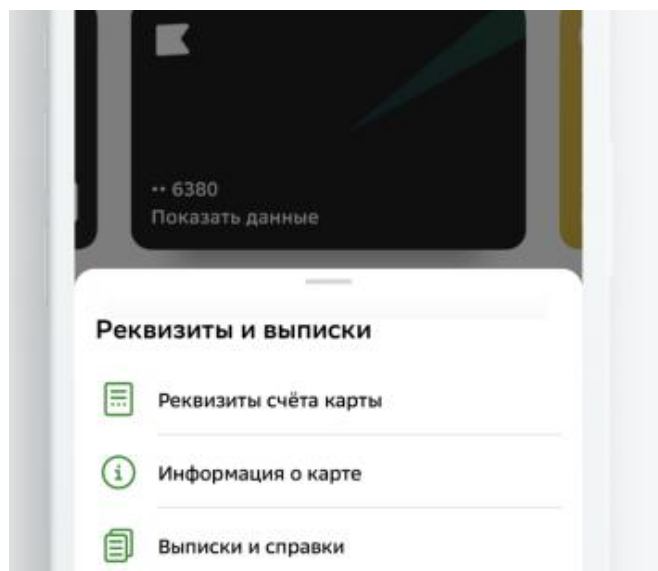 •• 6380
Показать данные
Реквизиты и выписки
Реквизиты счёта карты
Информация о карте
Выписки и справки